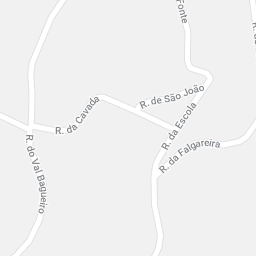 Fonte
R. de São João
R. da Cavada
R. da Escola
R. do Val Bagueiro
R. da Falgareira